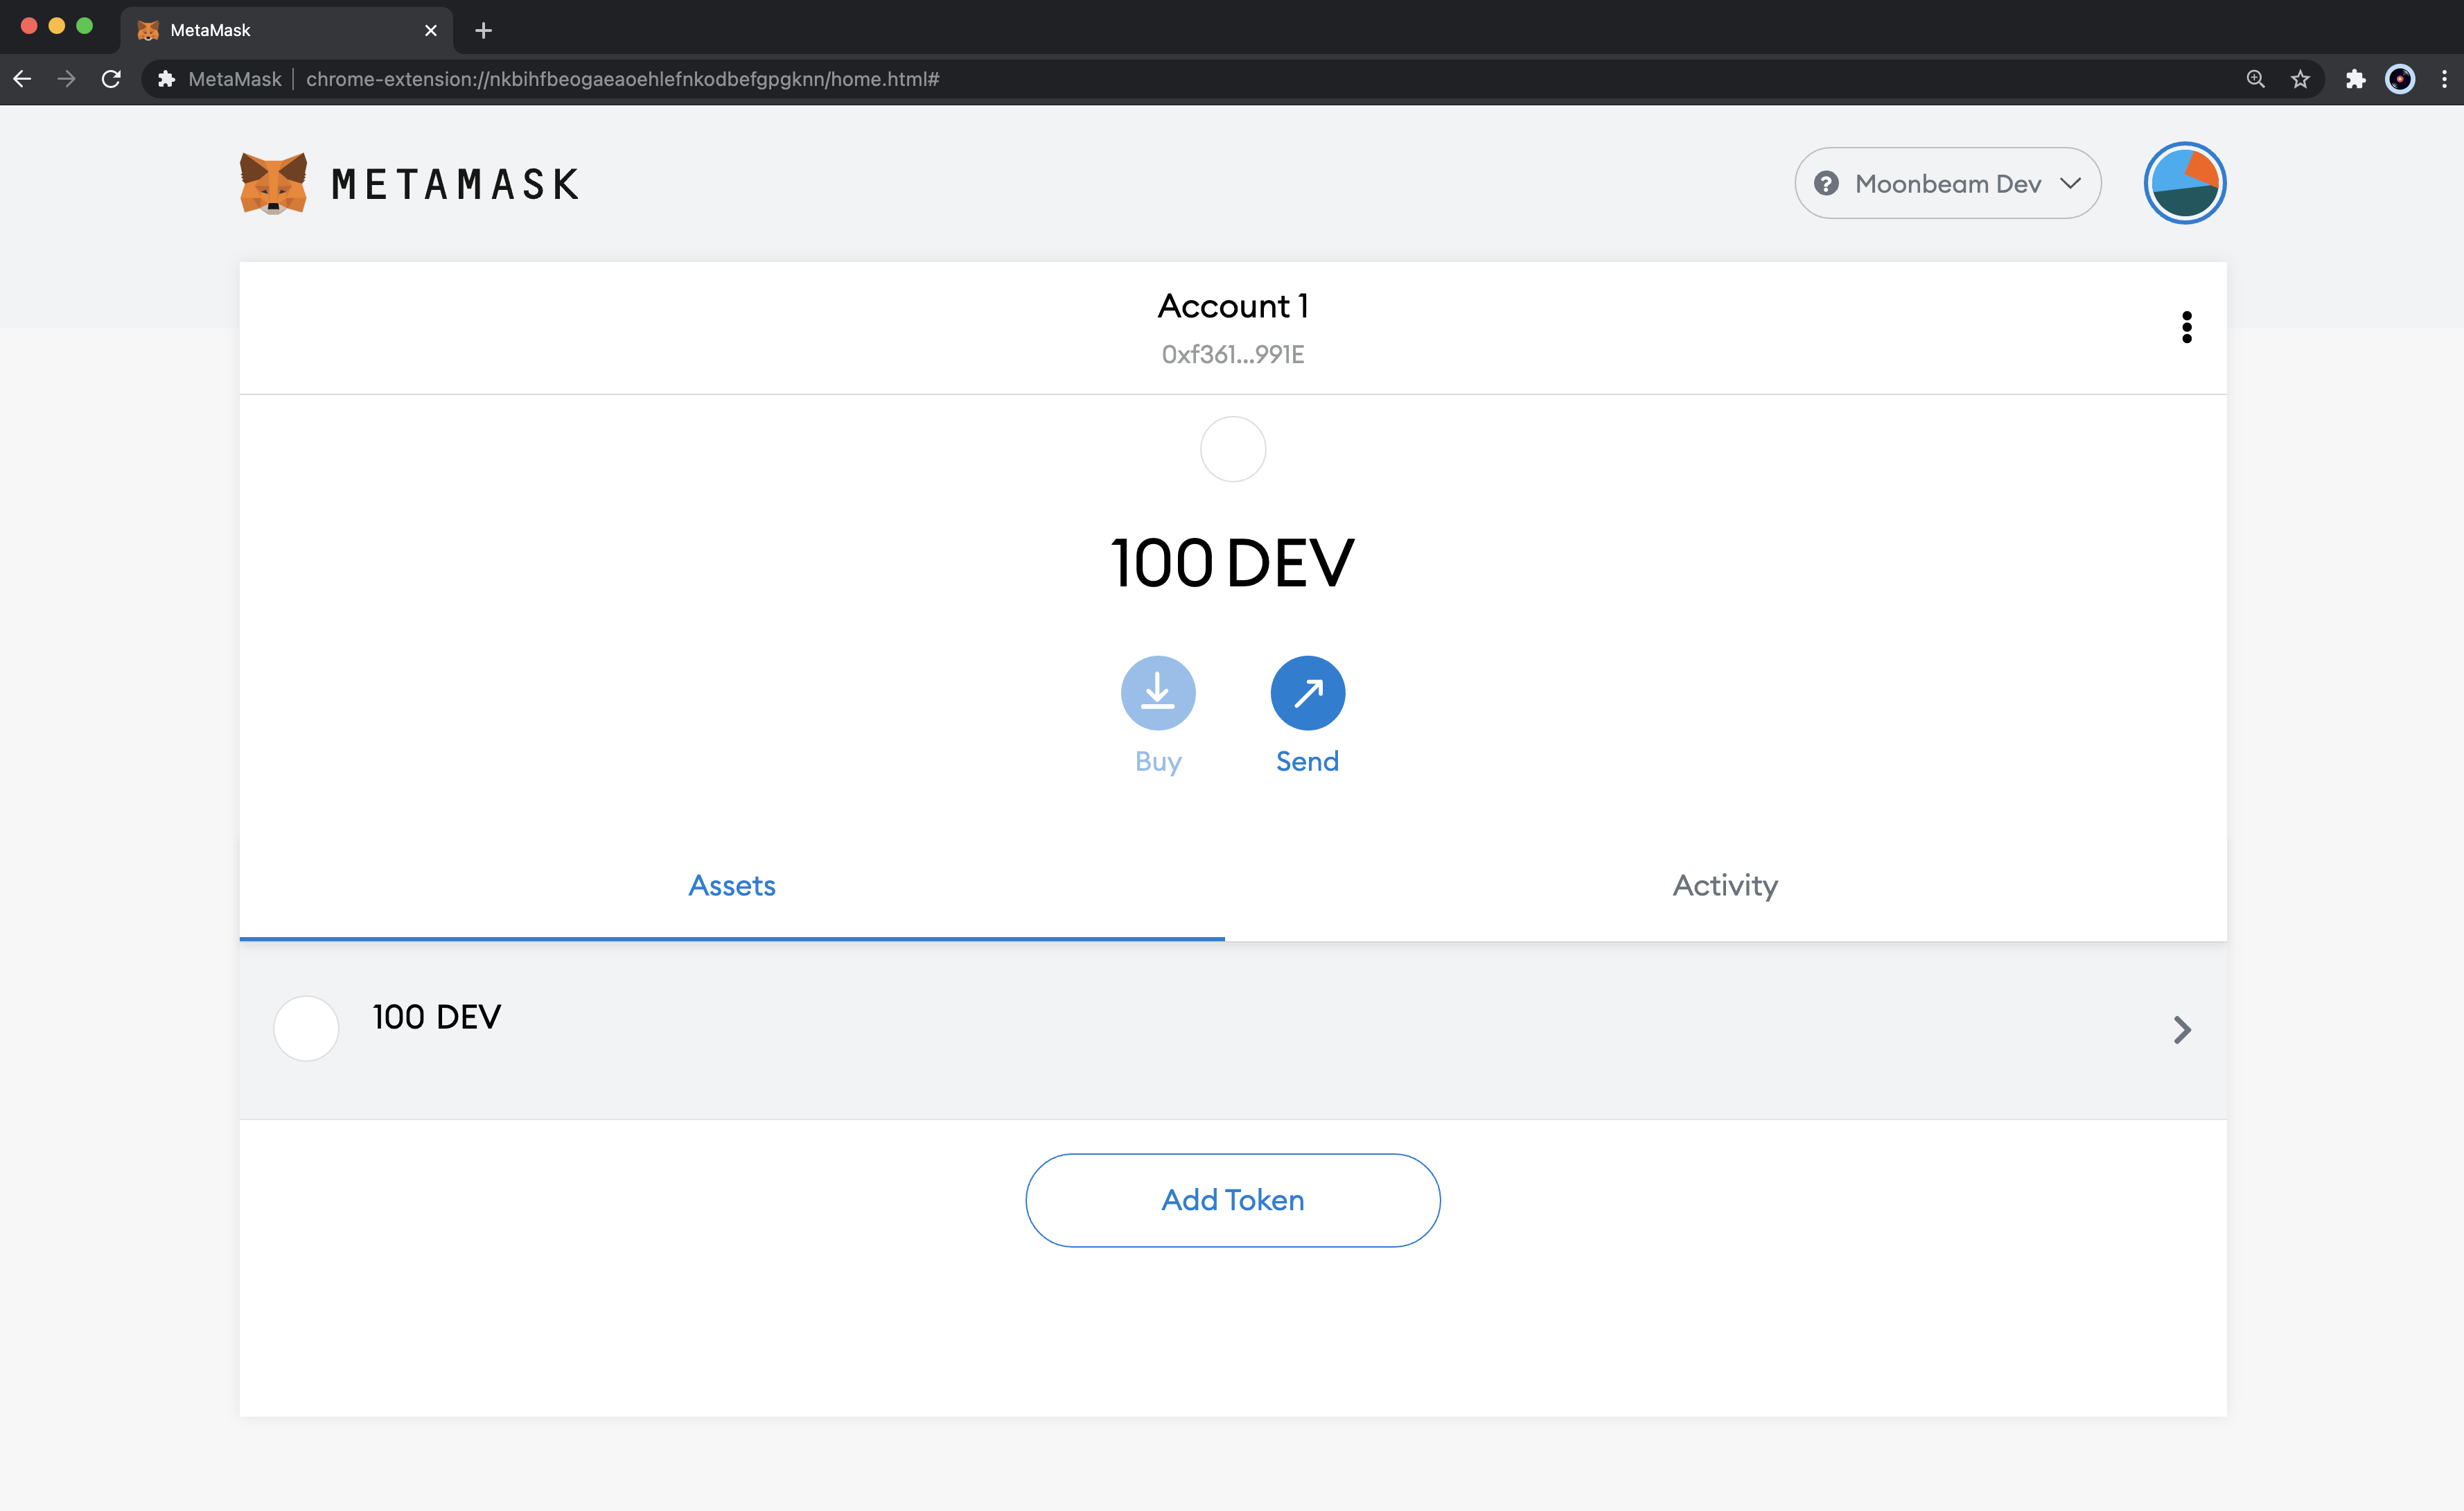 MetaMask
MetaMask | chrome-extension://nkbihfbeogaeaoehlefnkodbefgpgknn/home.html#
METAMASK
? Moonbeam Dev
Account 1
0xf361...991E
100 DEV
Buy
Send
Assets
Activity
100 DEV
Add Token